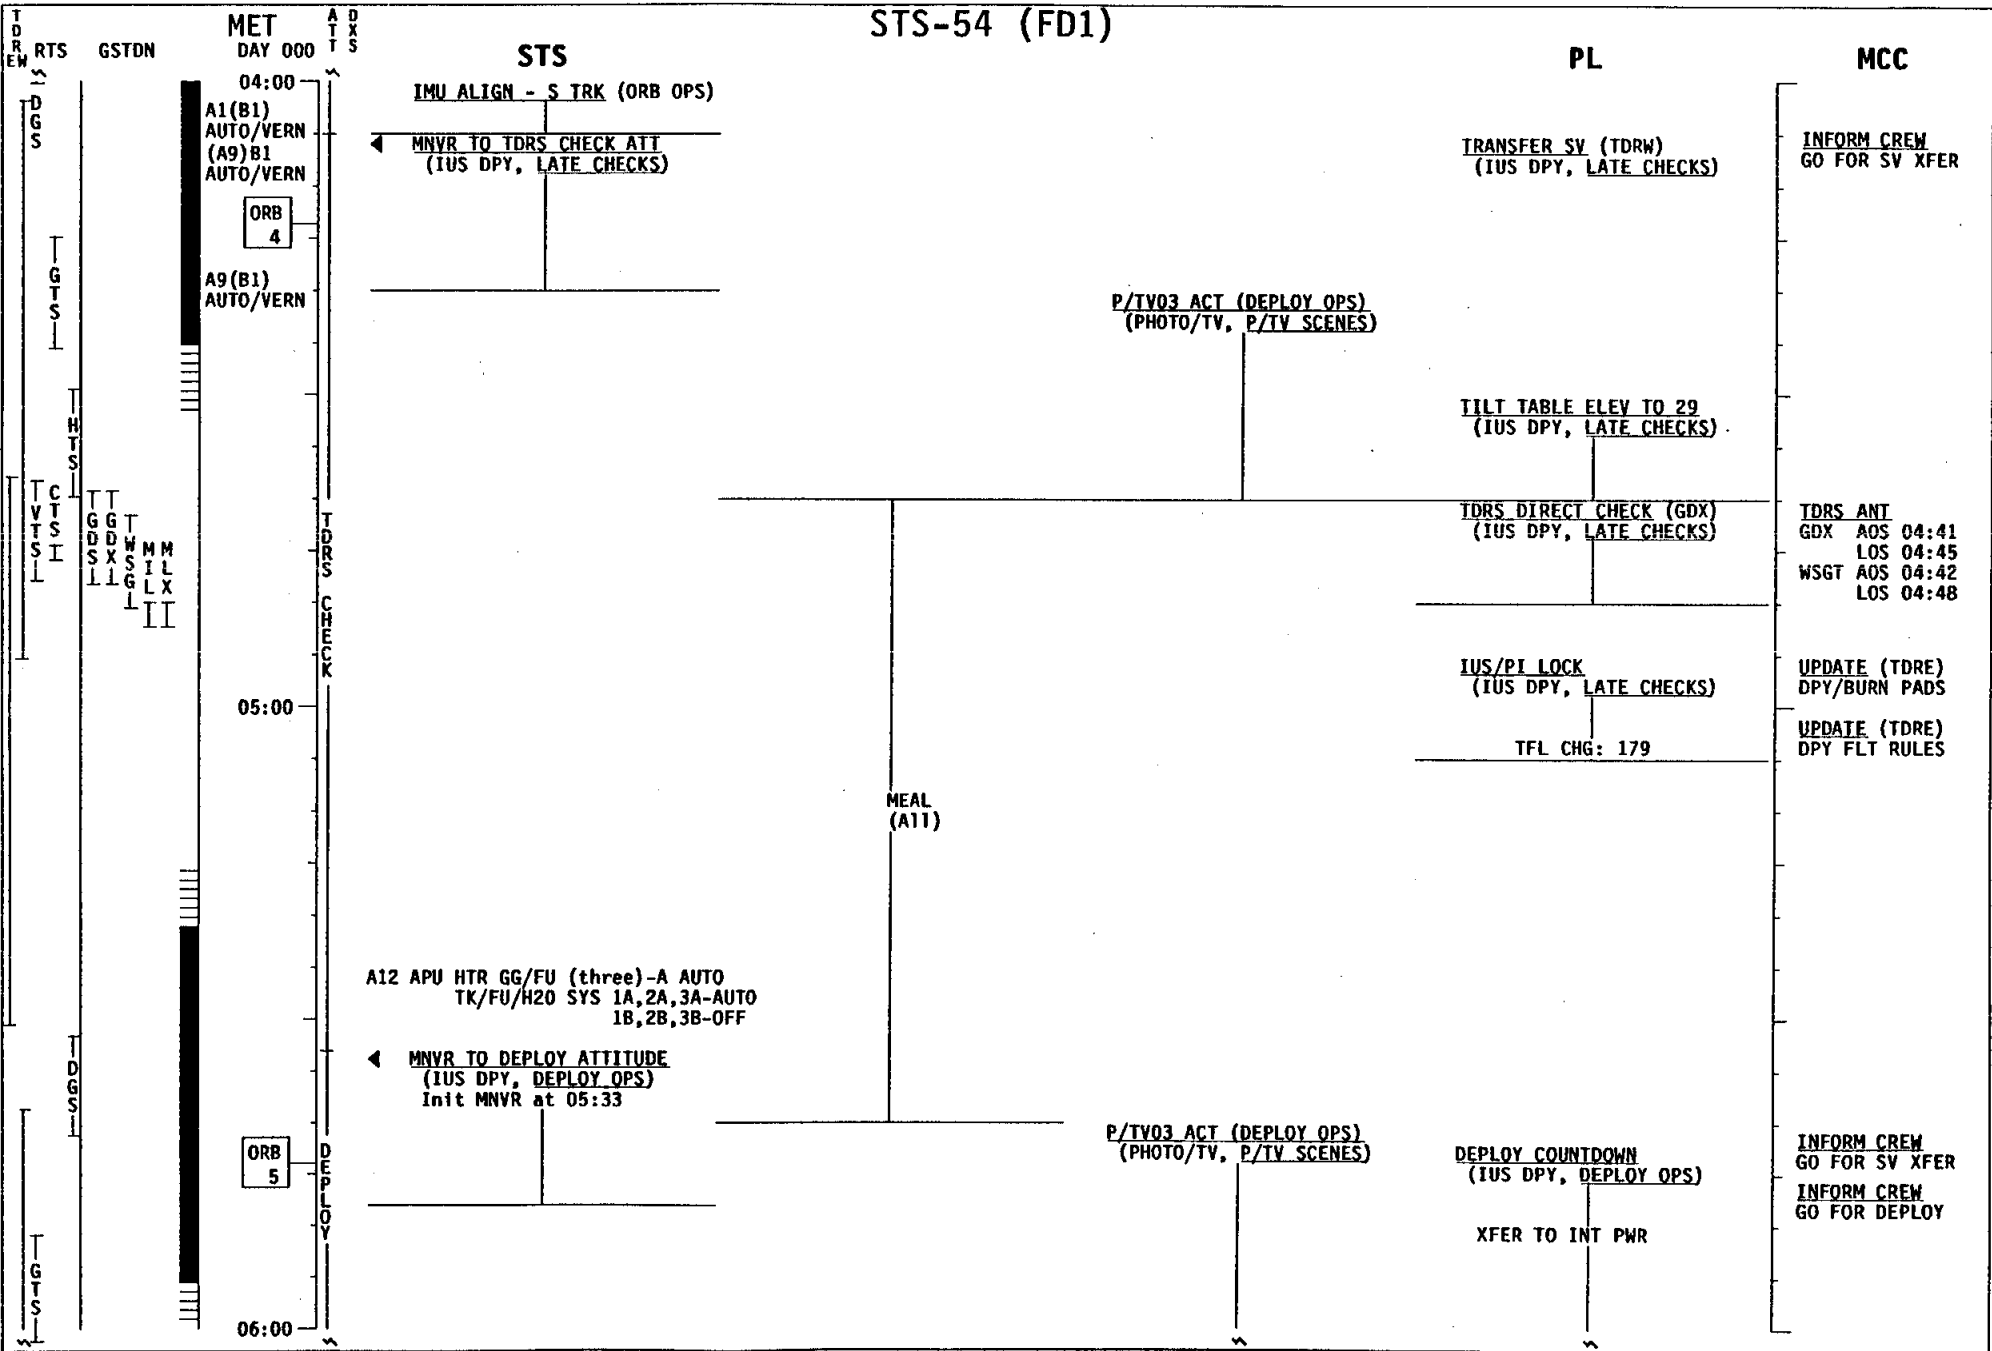 STS-54 (FD1)
TDRE W
RTS
GSTDN
MET
DAY 000
ATT
DXS
STS
PL
MCC
04:00
DGS
A1(B1)
AUTO/VERN
(A9)B1
AUTO/VERN
ORB
4
GTS
A9(B1)
AUTO/VERN
HTS
VTS
CTS
GDS
GDX
WSG
MIL
MLX
TDRS CHECK
05:00
DGS
ORB
5
DEPLOY
GTS
06:00
IMU ALIGN - S TRK (ORB OPS)
MNVR TO TDRS CHECK ATT
(IUS DPY, LATE CHECKS)
A12 APU HTR GG/FU (three)-A AUTO
TK/FU/H20 SYS 1A,2A,3A-AUTO
1B,2B,3B-OFF
MNVR TO DEPLOY ATTITUDE
(IUS DPY, DEPLOY OPS)
Init MNVR at 05:33
MEAL
(All)
P/TV03 ACT (DEPLOY OPS)
(PHOTO/TV, P/TV SCENES)
P/TV03 ACT (DEPLOY OPS)
(PHOTO/TV, P/TV SCENES)
TRANSFER SV (TDRW)
(IUS DPY, LATE CHECKS)
TILT TABLE ELEV TO 29
(IUS DPY, LATE CHECKS)
TDRS DIRECT CHECK (GDX)
(IUS DPY, LATE CHECKS)
IUS/PI LOCK
(IUS DPY, LATE CHECKS)
TFL CHG: 179
DEPLOY COUNTDOWN
(IUS DPY, DEPLOY OPS)
XFER TO INT PWR
INFORM CREW
GO FOR SV XFER
TDRS ANT
GDX AOS 04:41
LOS 04:45
WSGT AOS 04:42
LOS 04:48
UPDATE (TDRE)
DPY/BURN PADS
UPDATE (TDRE)
DPY FLT RULES
INFORM CREW
GO FOR SV XFER
INFORM CREW
GO FOR DEPLOY